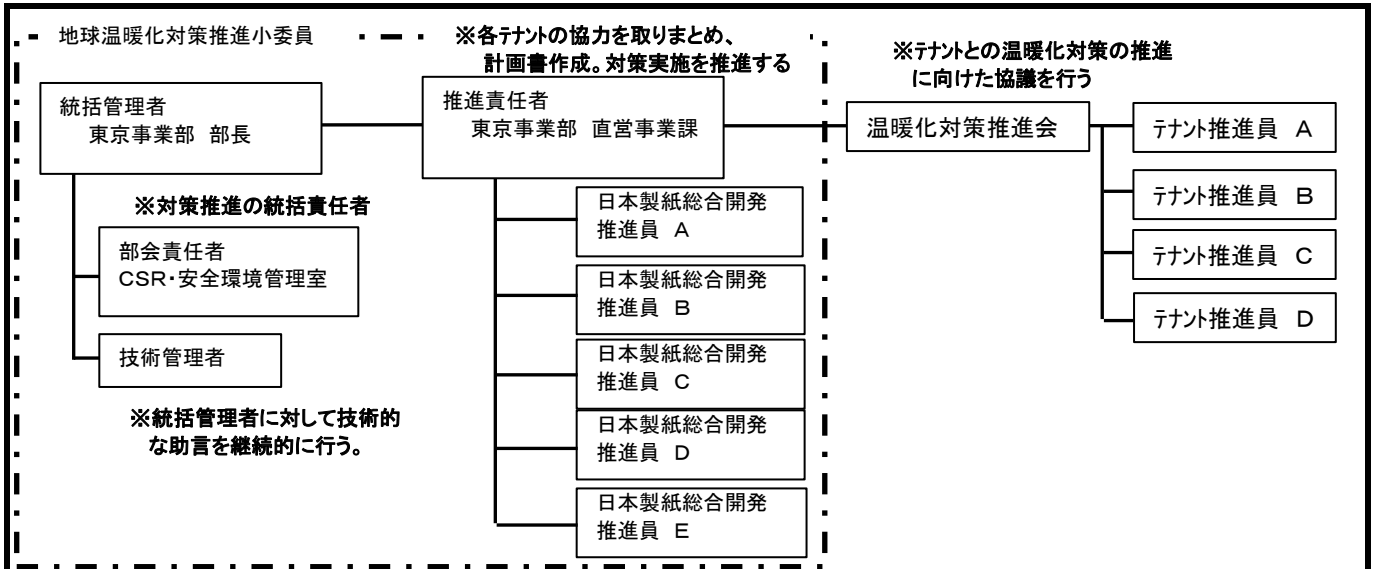 地球温暖化対策推進小委員
※各ﾃﾅﾝﾄの協力を取りまとめ、
計画書作成。対策実施を推進する
※ﾃﾅﾝﾄとの温暖化対策の推進
に向けた協議を行う
統括管理者
東京事業部 部長
推進責任者
東京事業部 直営事業課
温暖化対策推進会
ﾃﾅﾝﾄ推進員 A
ﾃﾅﾝﾄ推進員 B
ﾃﾅﾝﾄ推進員 C
ﾃﾅﾝﾄ推進員 D
※対策推進の統括責任者
部会責任者
CSR・安全環境管理室
技術管理者
※統括管理者に対して技術的
な助言を継続的に行う。
日本製紙総合開発
推進員 A
日本製紙総合開発
推進員 B
日本製紙総合開発
推進員 C
日本製紙総合開発
推進員 D
日本製紙総合開発
推進員 E